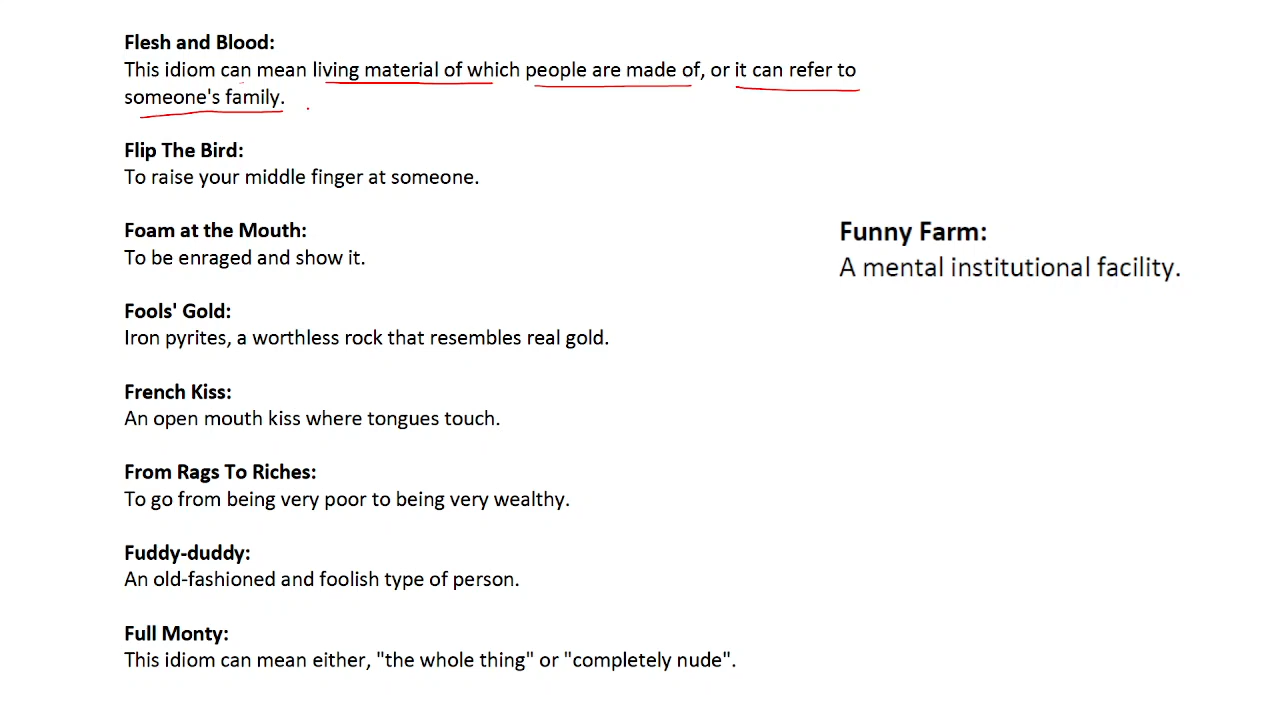 Flesh and Blood:
This idiom can mean living material of which people are made of, or it can refer to
someone's family.
Flip The Bird:
To raise your middle finger at someone.
Foam at the Mouth:
To be enraged and show it.
Fools' Gold:
Iron pyrites, a worthless rock that resembles real gold.
French Kiss:
An open mouth kiss where tongues touch.
From Rags To Riches:
To go from being very poor to being very wealthy.
Fuddy-duddy:
An old-fashioned and foolish type of person.
Full Monty:
This idiom can mean either, "the whole thing" or "completely nude".
Funny Farm:
A mental institutional facility.